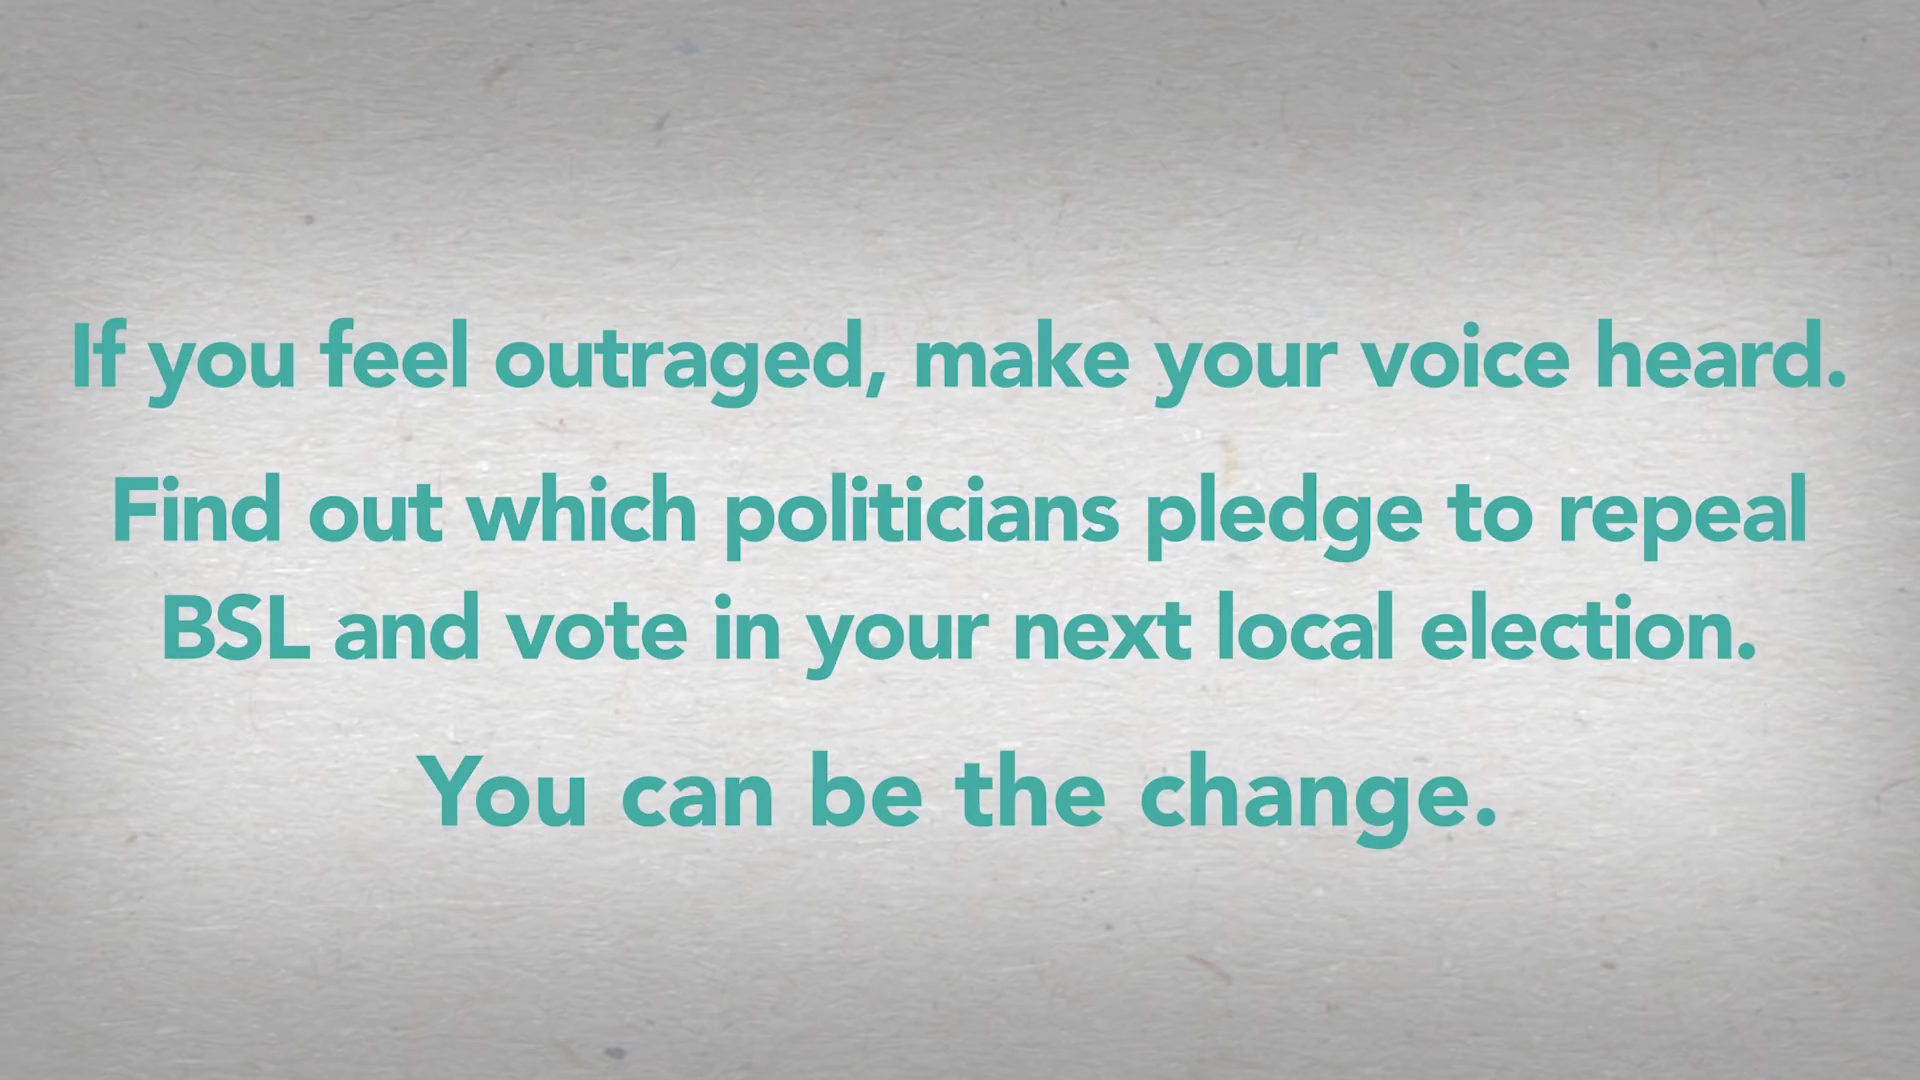 If you feel outraged, make your voice heard.
Find out which politicians pledge to repeal
BSL and vote in your next local election.
You can be the change.